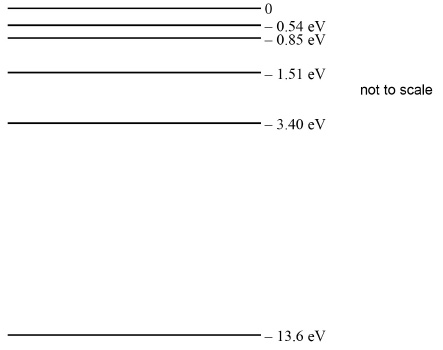 0
– 0.54 eV
– 0.85 eV
– 1.51 eV
not to scale
– 3.40 eV
– 13.6 eV